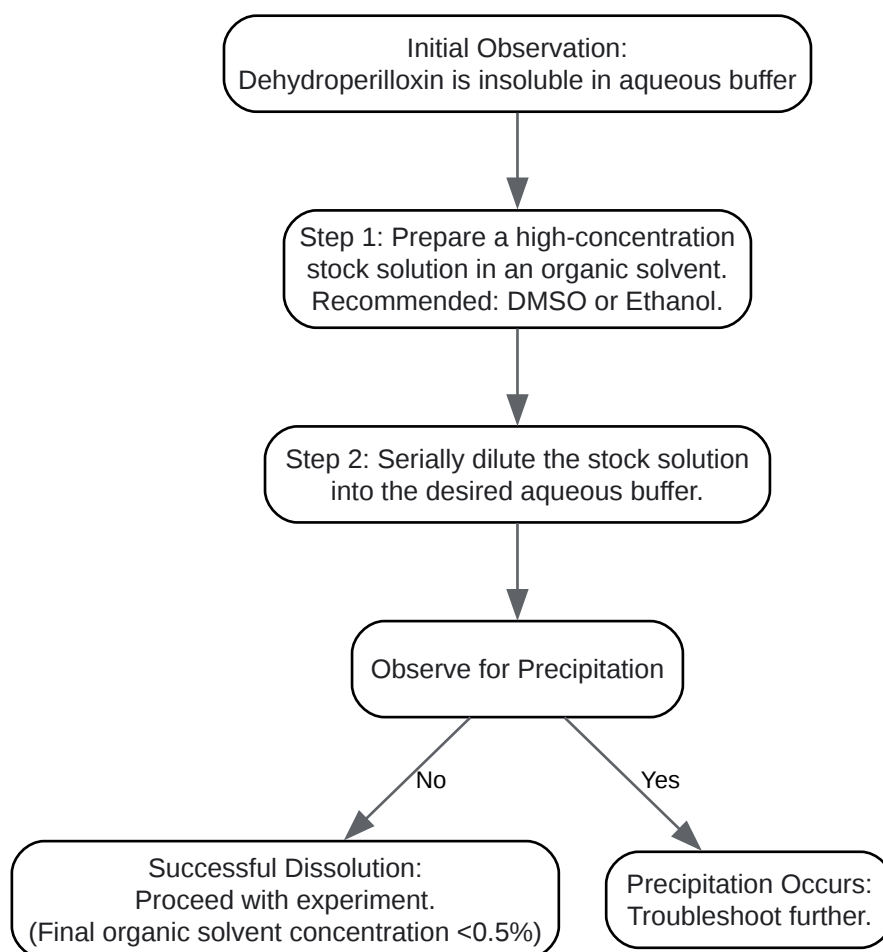 Initial Observation:
Dehydroperilloxin is insoluble in aqueous buffer
Step 1: Prepare a high-concentration
stock solution in an organic solvent.
Recommended: DMSO or Ethanol.
Step 2: Serially dilute the stock solution
into the desired aqueous buffer.
Observe for Precipitation
No
Yes
Successful Dissolution:
Proceed with experiment.
(Final organic solvent concentration <0.5%)
Precipitation Occurs:
Troubleshoot further.